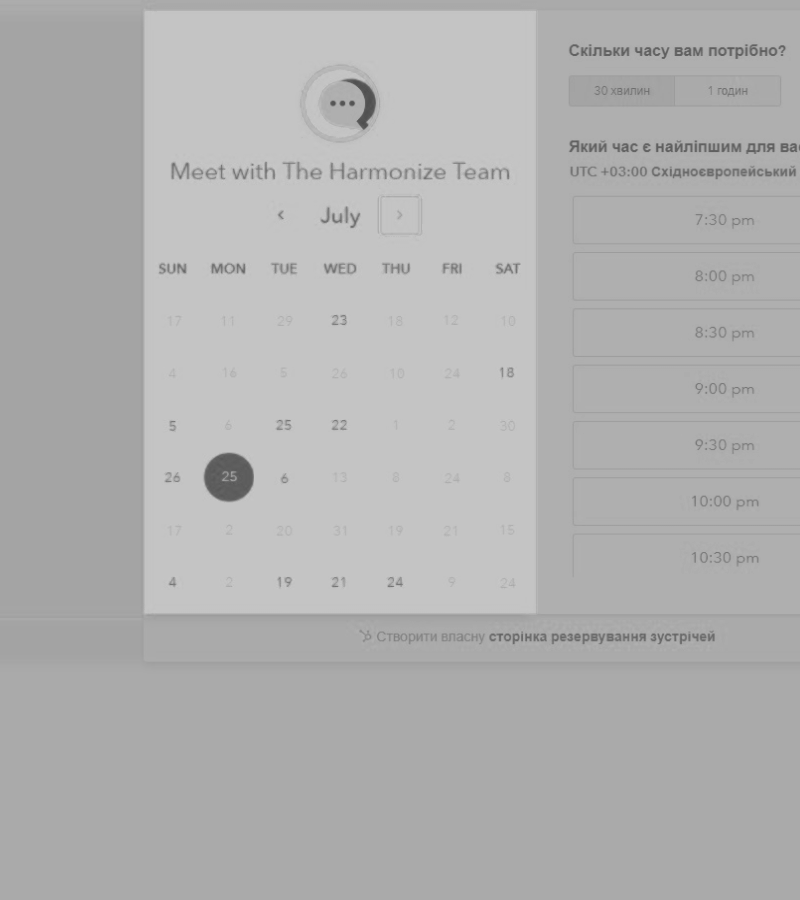 Meet with The Harmonize Team
July
SUN MON TUE WED THU FRI SAT
17 11 29 23 18 12 10
4 16 5 26 10 24 18
5 6 25 22 1 2 30
26 25 6 13 8 24 8
17 2 20 31 19 21 15
4 2 19 21 24 9 24
Скільки часу вам потрібно?
30 хвилин 1 годин
Який час є найліпшим для
UTC +03:00 Східноєвропейський
7:30 pm
8:00 pm
8:30 pm
9:00 pm
9:30 pm
10:00 pm
10:30 pm
Створити власну сторінка резервування зустрічей